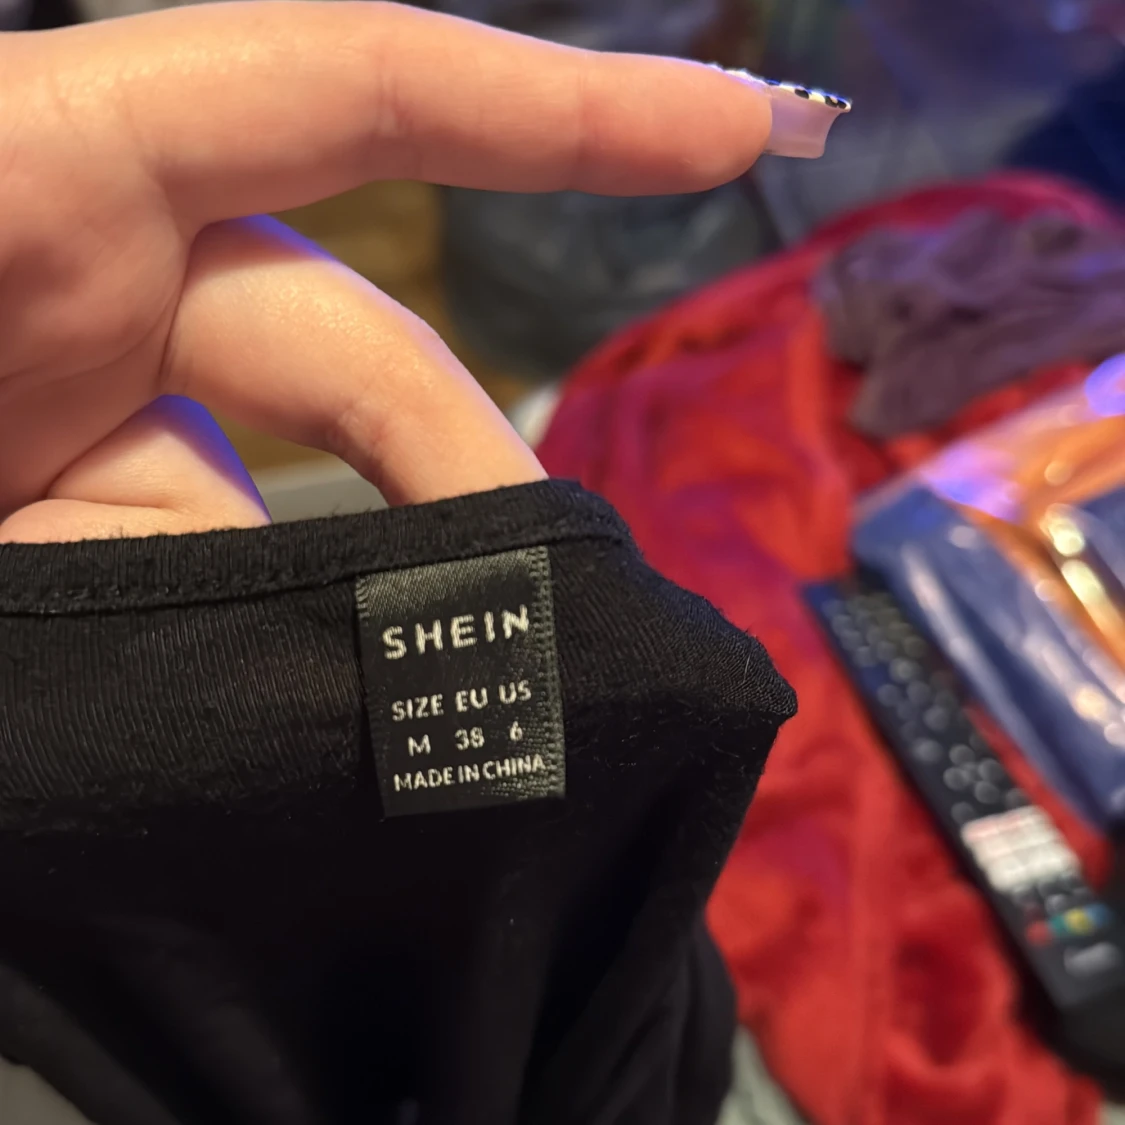 SHEIN
SIZE EU US
M 38 6
MADE IN CHINA